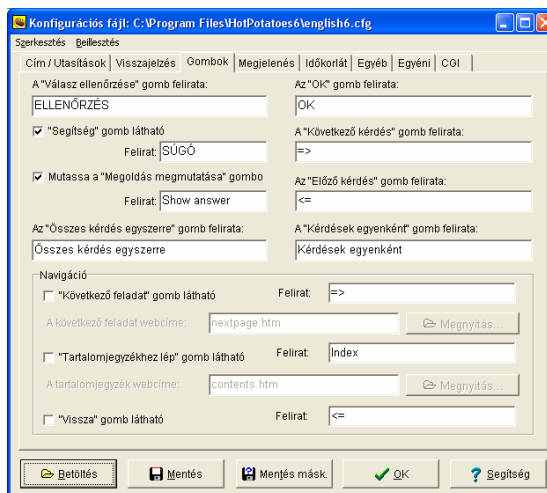 Konfigurációs fájl: C:\Program Files\HotPotatoes6\english6.cfg
Szerkesztés Beillesztés
Cím / Utasítások Visszajelzés Gombok Megjelenés Időkorlát Egyéb Egyéni CGI
A "Válasz ellenőrzése" gomb felirata: Az "OK" gomb felirata:
ELLENŐRZÉS OK
"Segítség" gomb látható A "Következő kérdés" gomb felirata:
Felirat: SÚGÓ =>
Mutassa a "Megoldás megmutatása" gombo Az "Előző kérdés" gomb felirata:
Felirat: Show answer <=
Az "Összes kérdés egyszerre" gomb felirata: A "Kérdések egyenként" gomb felirata:
Összes kérdés egyszerre Kérdések egyenként
Navigáció
"Következő feladat" gomb látható Felirat: =>
A következő feladat webcíme: nextpage.htm Megnyitás...
"Tartalomjegyzékhez lép" gomb látható Felirat: Index
A tartalomjegyzék webcíme: contents.htm Megnyitás...
"Vissza" gomb látható Felirat: <=
Betöltés Mentés Mentés másk. OK Segítség